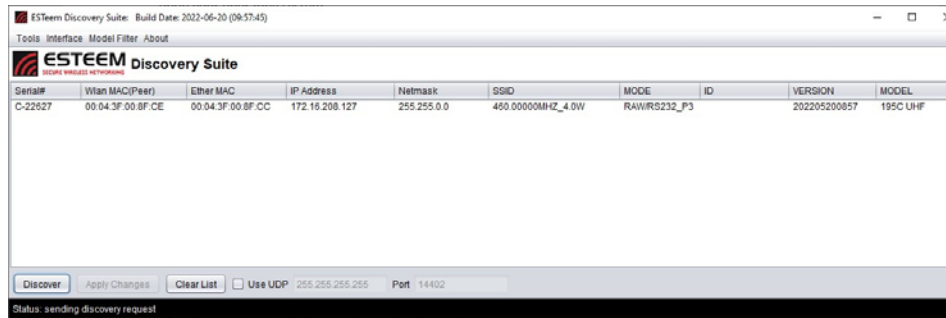 ESTeem Discovery Suite: Build Date: 2022-06-20 (09:57:45)
Tools Interface Model Filter About
ESTEEM Discovery Suite
SECURE WIRELESS NETWORKING
Serial# Wlan MAC(Peer) Ether MAC IP Address Netmask SSID MODE ID VERSION MODEL
C-22627 00:04:3F:00:8F:CE 00:04:3F:00:8F:CC 172.16.208.127 255.255.0.0 460.00000MHZ_4.0W RAW/RS232_P3 202205200857 195C UHF
Discover Apply Changes Clear List Use UDP 255.255.255.255 Port 14402
Status: sending discovery request